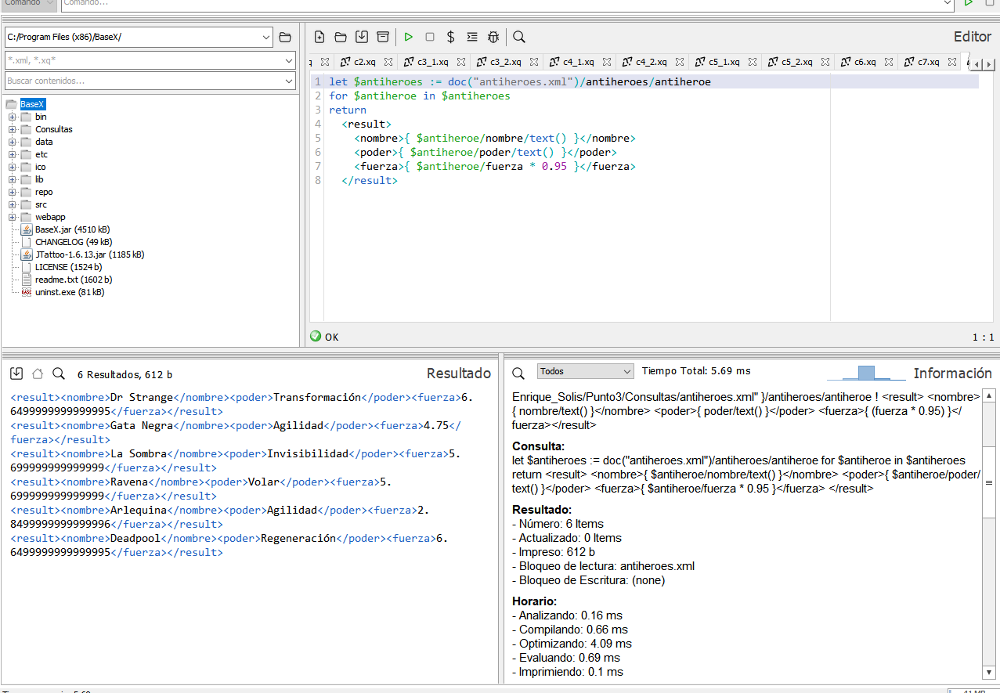 Comando
Comando...
C:/Program Files (x86)/BaseX/
*.xml, *.xq*
Buscar contenidos...
BaseX
bin
Consultas
data
etc
ico
lib
repo
src
webapp
BaseX.jar (4510 kB)
CHANGELOG (49 kB)
JTattoo-1.6.13.jar (1185 kB)
LICENSE (1524 b)
readme.txt (1602 b)
uninst.exe (81 kB)
Editor
q c2.xq c3_1.xq c3_2.xq c4_1.xq c4_2.xq c5_1.xq c5_2.xq c6.xq c7.xq
1 let $antiheroes := doc("antiheroes.xml")/antiheroes/antiheroe
2 for $antiheroe in $antiheroes
3 return
4 <result>
5 <nombre>{ $antiheroe/nombre/text() }</nombre>
6 <poder>{ $antiheroe/poder/text() }</poder>
7 <fuerza>{ $antiheroe/fuerza * 0.95 }</fuerza>
8 </result>
OK
1 : 1
6 Resultados, 612 b
Resultado
<result><nombre>Dr Strange</nombre><poder>Transformación</poder><fuerza>6.
6499999999999995</fuerza></result>
<result><nombre>Gata Negra</nombre><poder>Agilidad</poder><fuerza>4.75</
fuerza></result>
<result><nombre>La Sombra</nombre><poder>Invisibilidad</poder><fuerza>5.
699999999999999</fuerza></result>
<result><nombre>Ravena</nombre><poder>Volar</poder><fuerza>5.
699999999999999</fuerza></result>
<result><nombre>Arlequina</nombre><poder>Agilidad</poder><fuerza>2.
8499999999999996</fuerza></result>
<result><nombre>Deadpool</nombre><poder>Regeneración</poder><fuerza>6.
6499999999999995</fuerza></result>
Todos
Tiempo Total: 5.69 ms
Información
Enrique_Solis/Punto3/Consultas/antiheroes.xml" }/antiheroes/antiheroe ! <result> <nombre>
{ nombre/text() }</nombre> <poder>{ poder/text() }</poder> <fuerza>{ (fuerza * 0.95) }</
fuerza></result>
Consulta:
let $antiheroes := doc("antiheroes.xml")/antiheroes/antiheroe for $antiheroe in $antiheroes
return <result> <nombre>{ $antiheroe/nombre/text() }</nombre> <poder>{ $antiheroe/poder/
text() }</poder> <fuerza>{ $antiheroe/fuerza * 0.95 }</fuerza> </result>
Resultado:
- Número: 6 Items
- Actualizado: 0 Items
- Impreso: 612 b
- Bloqueo de lectura: antiheroes.xml
- Bloqueo de Escritura: (none)
Horario:
- Analizando: 0.16 ms
- Compilando: 0.66 ms
- Optimizando: 4.09 ms
- Evaluando: 0.69 ms
- Imprimiendo: 0.1 ms